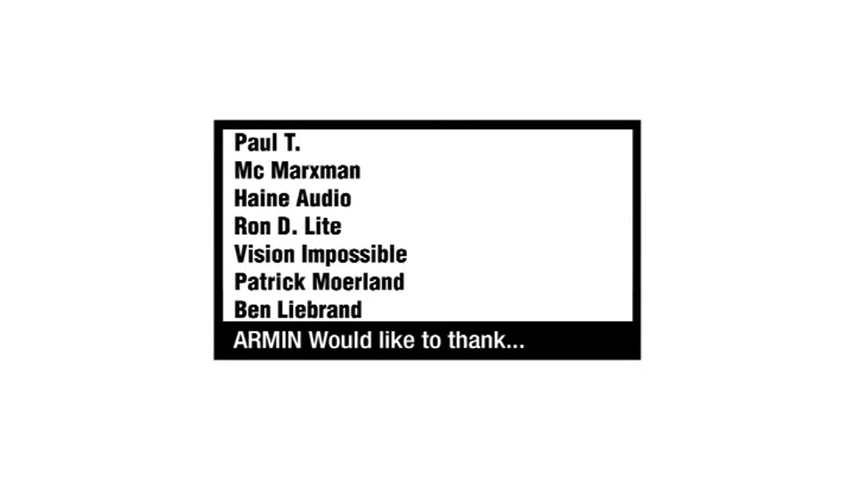 Paul T.
Mc Marxman
Haine Audio
Ron D. Lite
Vision Impossible
Patrick Moerland
Ben Liebrand
ARMIN Would like to thank...